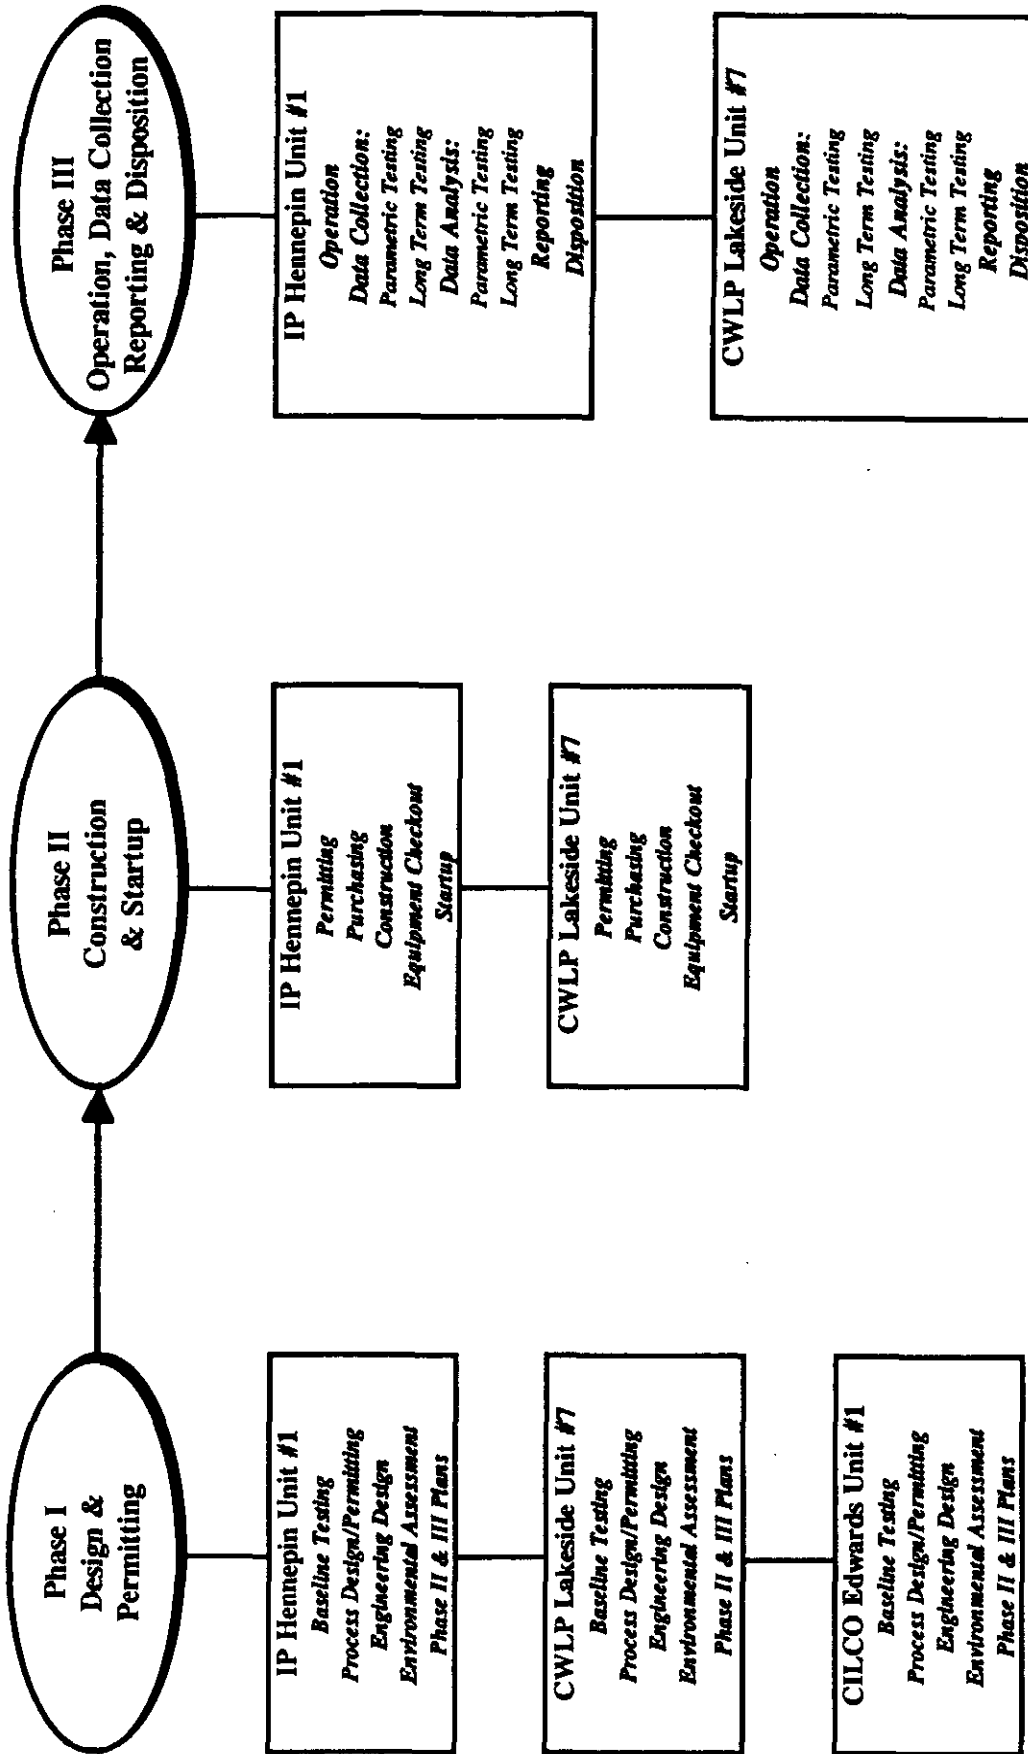 Phase I
Design &
Permitting
IP Hennepin Unit #1
Baseline Testing
Process Design/Permitting
Engineering Design
Environmental Assessment
Phase II & III Plans
CWLP Lakeside Unit #7
Baseline Testing
Process Design/Permitting
Engineering Design
Environmental Assessment
Phase II & III Plans
CILCO Edwards Unit #1
Baseline Testing
Process Design/Permitting
Engineering Design
Environmental Assessment
Phase II & III Plans
Phase II
Construction
& Startup
IP Hennepin Unit #1
Permitting
Purchasing
Construction
Equipment Checkout
Startup
CWLP Lakeside Unit #7
Permitting
Purchasing
Construction
Equipment Checkout
Startup
Phase III
Operation, Data Collection
Reporting & Disposition
IP Hennepin Unit #1
Operation
Data Collection:
Parametric Testing
Long Term Testing
Data Analysis:
Parametric Testing
Long Term Testing
Reporting
Disposition
CWLP Lakeside Unit #7
Operation
Data Collection:
Parametric Testing
Long Term Testing
Data Analysis:
Parametric Testing
Long Term Testing
Reporting
Disposition